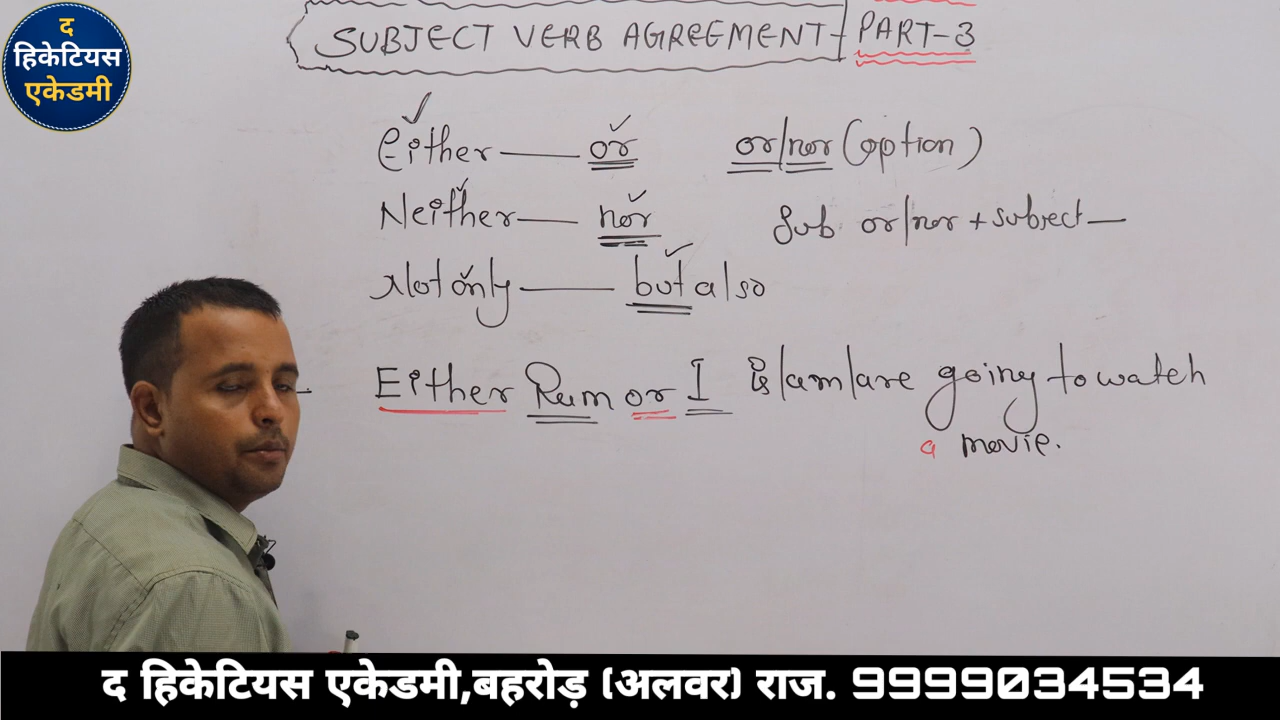 द
हिकेटियस
एकेडमी
SUBJECT VERB AGREEMENT- PART-3
Either — or or/nor (option)
Neither — nor Sub or/nor + subject —
Not only — but also
Either Ram or I is/am/are going to watch
a movie.
द हिकेटियस एकेडमी,बहरोड़ (अलवर) राज. 9999034534